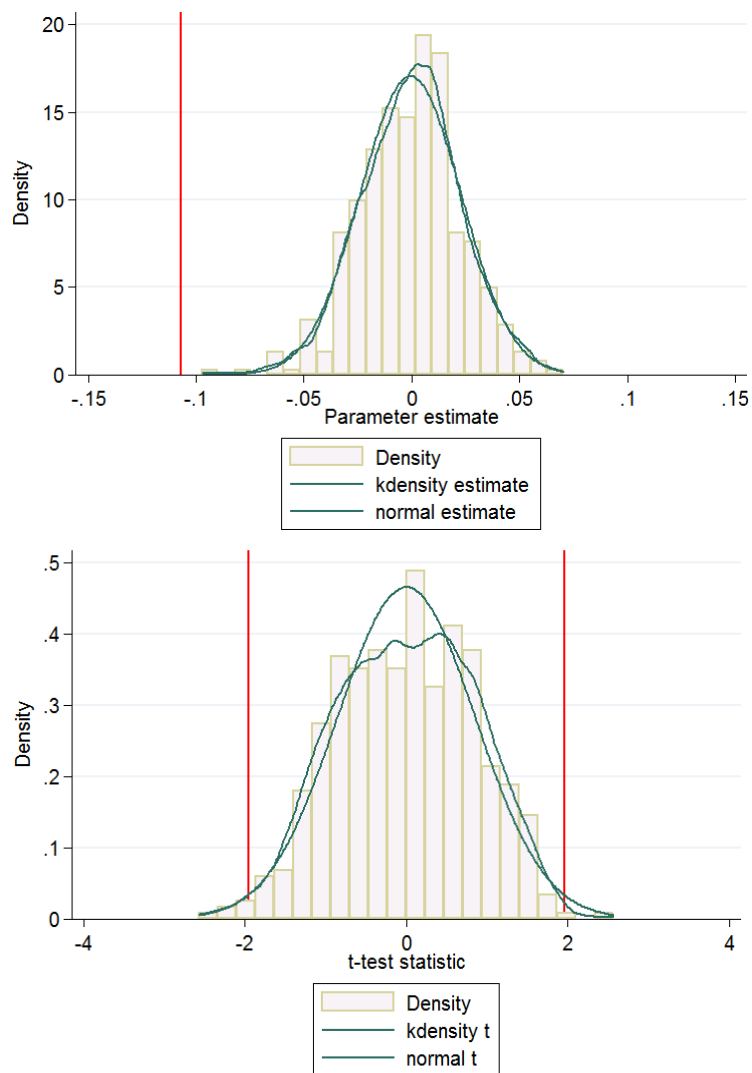 20
15
10
5
0
Density
-.15
-.1
-.05
0
.05
.1
.15
Parameter estimate
Density
kdensity estimate
normal estimate
.5
.4
.3
.2
.1
0
Density
-4
-2
0
2
4
t-test statistic
Density
kdensity t
normal t